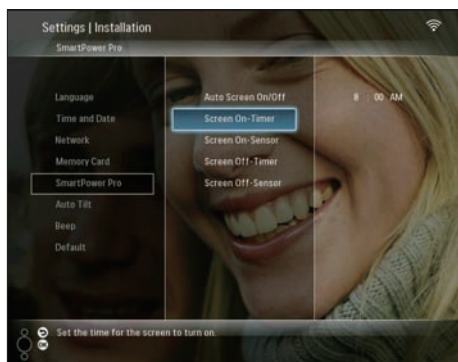 Settings | Installation
SmartPower Pro
Language
Time and Date
Network
Memory Card
SmartPower Pro
Auto Tilt
Beep
Default
Auto Screen On/Off
Screen On-Timer
Screen On-Sensor
Screen Off-Timer
Screen Off-Sensor
8 : 00 AM
Set the time for the screen to turn on.
OK